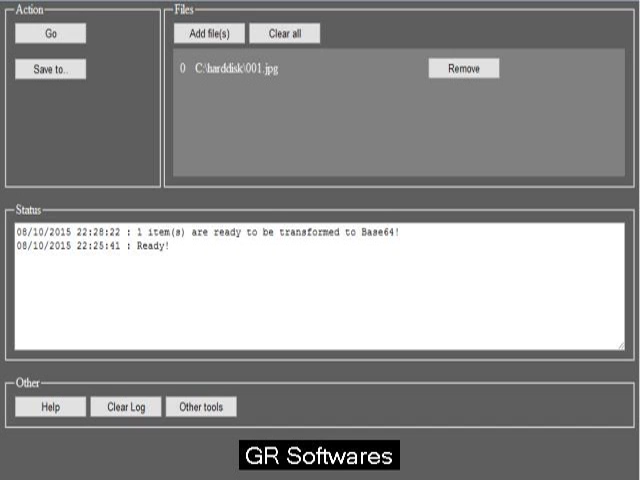 Action
Go
Save to..
Files
Add file(s) Clear all
0 C:\harddisk\001.jpg Remove
Status
08/10/2015 22:28:22 : 1 item(s) are ready to be transformed to Base64!
08/10/2015 22:25:41 : Ready!
Other
Help Clear Log Other tools
GR Softwares